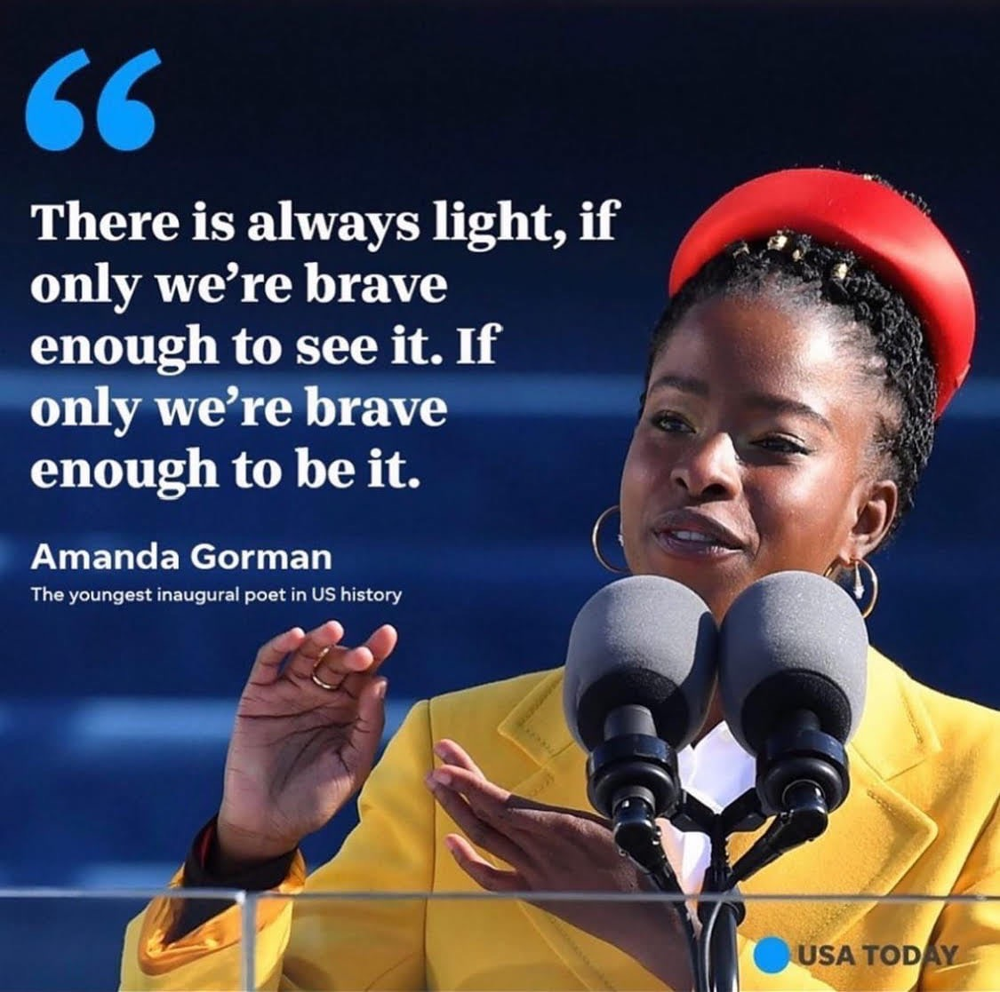 “
There is always light, if
only we’re brave
enough to see it. If
only we’re brave
enough to be it.
Amanda Gorman
The youngest inaugural poet in US history
USA TODAY